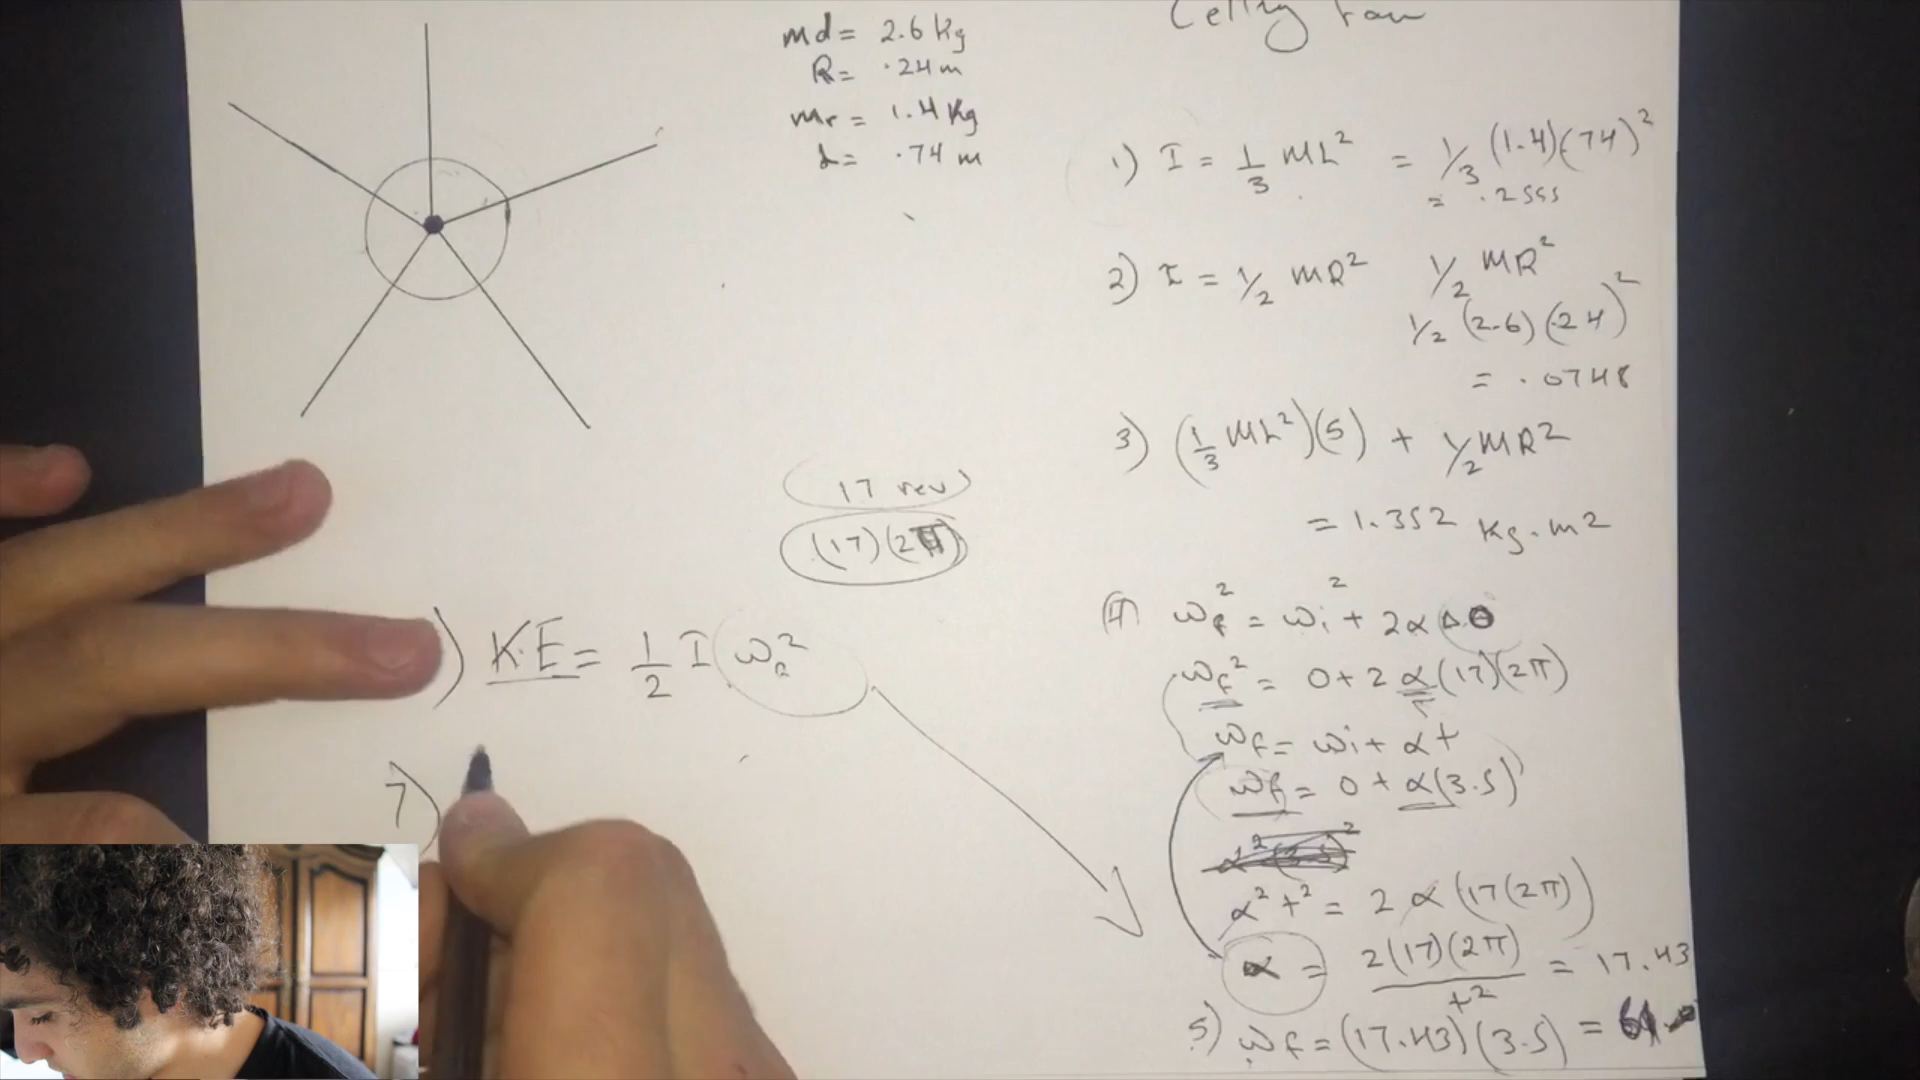 Celling fan
md = 2.6 kg
R = .24 m
mr = 1.4 kg
L = .74 m
1) I = 1/3 ML² = 1/3 (1.4)(74)²
= .2555
2) I = 1/2 MR² 1/2 MR²
1/2 (2.6)(.24)²
= .0748
3) (1/3 ML²)(5) + 1/2 MR²
= 1.352 kg.m2
17 rev
(17)(2π)
) K.E = 1/2 I ωf²
7)
4) ωf² = ωi² + 2α Δθ
ωf² = 0 + 2 α (17)(2π)
ωf = ωi + αt
ωf = 0 + α(3.5)
α² t² = 2 α (17(2π))
α = 2(17)(2π) / t² = 17.43
5) ωf = (17.43)(3.5) = 61.